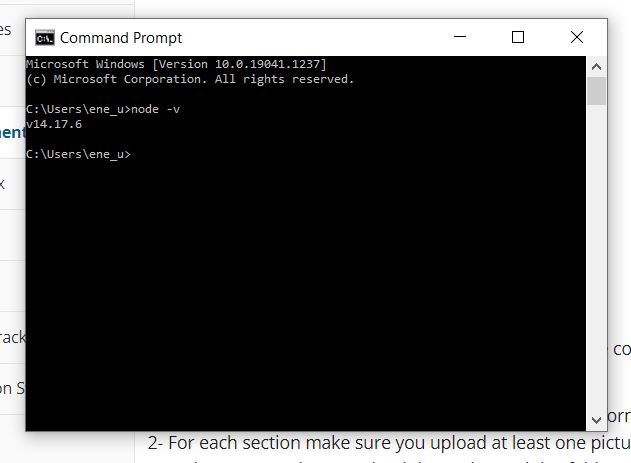 es
Command Prompt
Microsoft Windows [Version 10.0.19041.1237]
(c) Microsoft Corporation. All rights reserved.
C:\Users\ene_u>node -v
v14.17.6
C:\Users\ene_u>
nent
x
rack
co
on S
orr
2- For each section make sure you upload at least one pictu